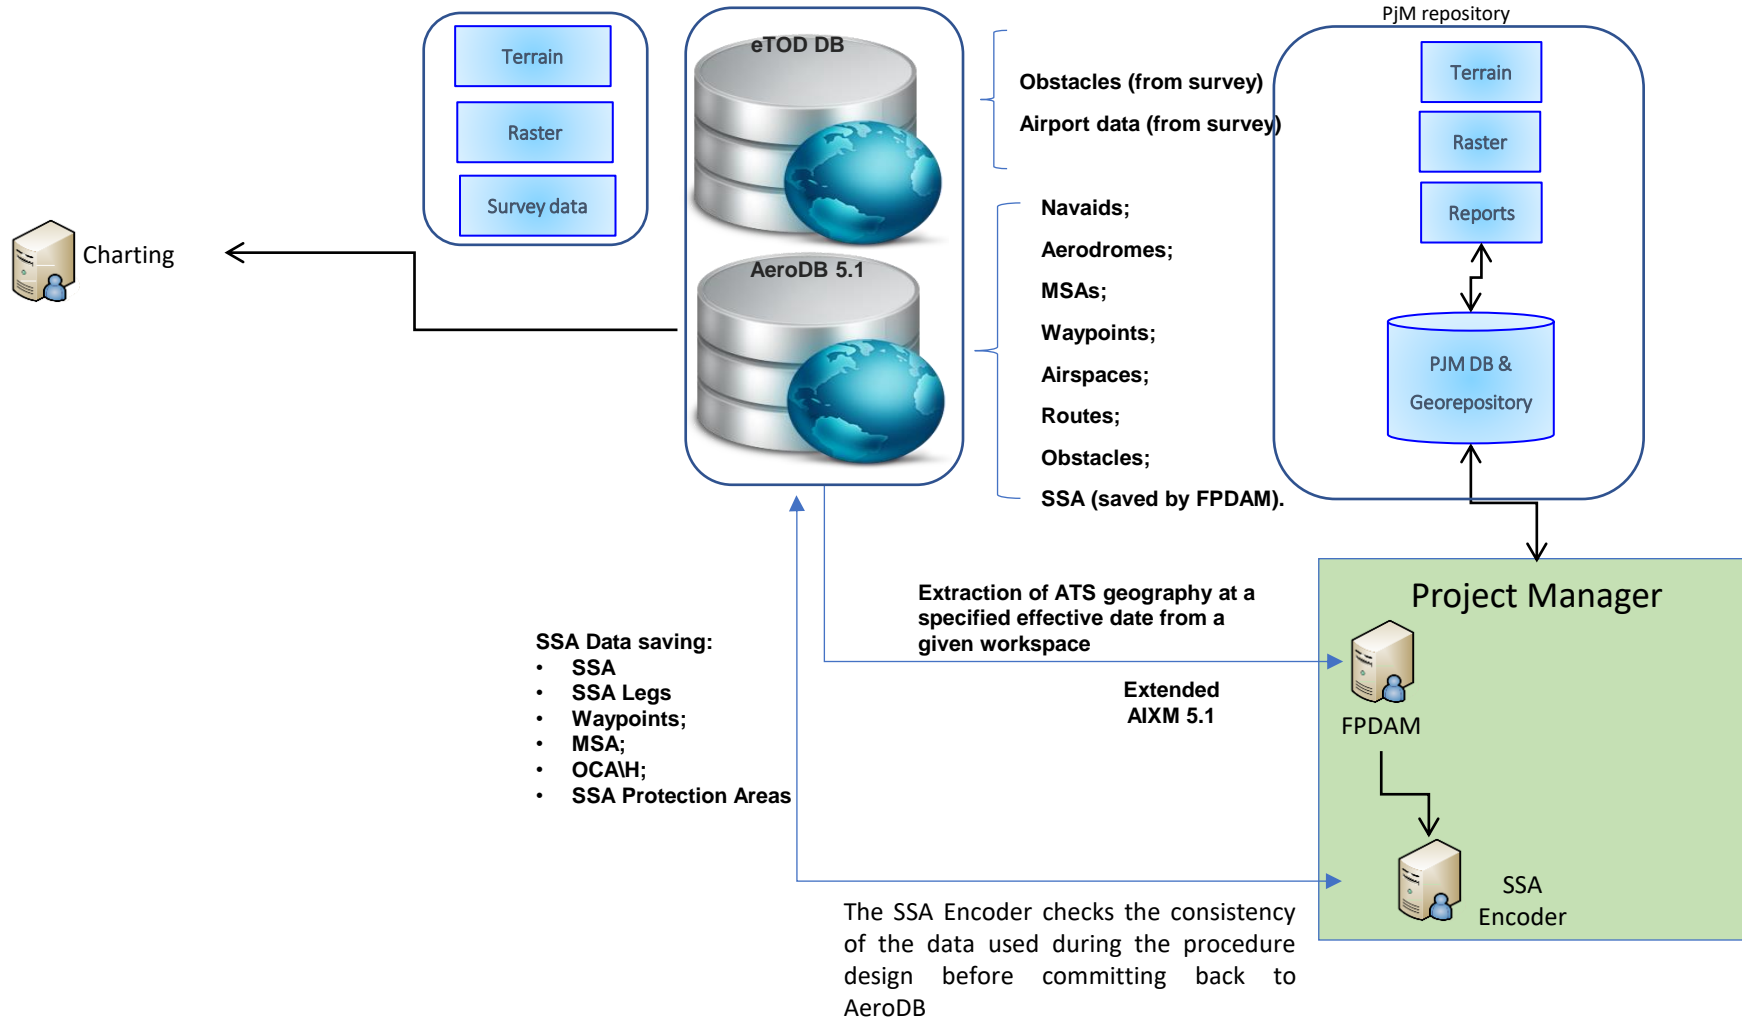 PjM repository
Terrain
Raster
Survey data
eTOD DB
AeroDB 5.1
Obstacles (from survey)
Airport data (from survey)
Navaids;
Aerodromes;
MSAs;
Waypoints;
Airspaces;
Routes;
Obstacles;
SSA (saved by FPDAM).
Terrain
Raster
Reports
PJM DB &
Georepository
Charting
Project Manager
FPDAM
SSA
Encoder
Extraction of ATS geography at a
specified effective date from a
given workspace
Extended
AIXM 5.1
SSA Data saving:
• SSA
• SSA Legs
• Waypoints;
• MSA;
• OCA\H;
• SSA Protection Areas
The SSA Encoder checks the consistency
of the data used during the procedure
design before committing back to
AeroDB